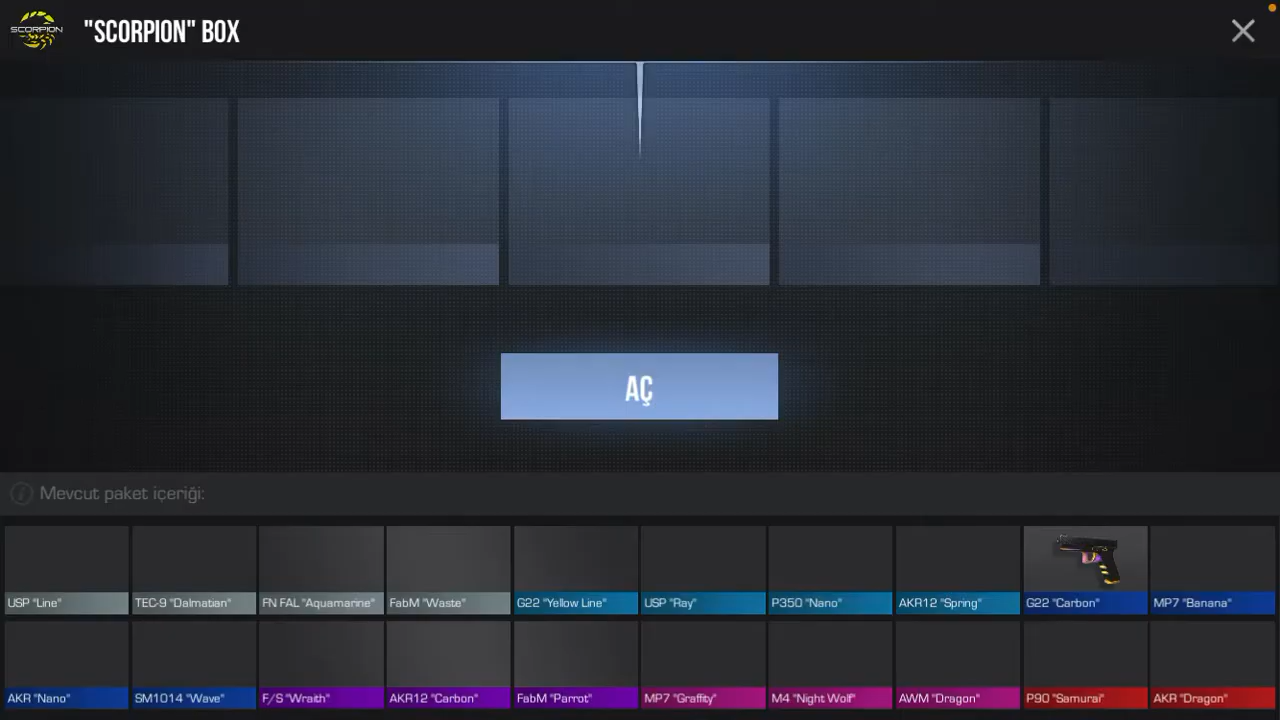 SCORPION
"SCORPION" BOX
AÇ
Mevcut paket içeriği:
USP "Line"
TEC-9 "Dalmatian"
FN FAL "Aquamarine"
FabM "Waste"
G22 "Yellow Line"
USP "Ray"
P350 "Nano"
AKR12 "Spring"
G22 "Carbon"
MP7 "Banana"
AKR "Nano"
SM1014 "Wave"
F/S "Wraith"
AKR12 "Carbon"
FabM "Parrot"
MP7 "Graffity"
M4 "Night Wolf"
AWM "Dragon"
P90 "Samurai"
AKR "Dragon"